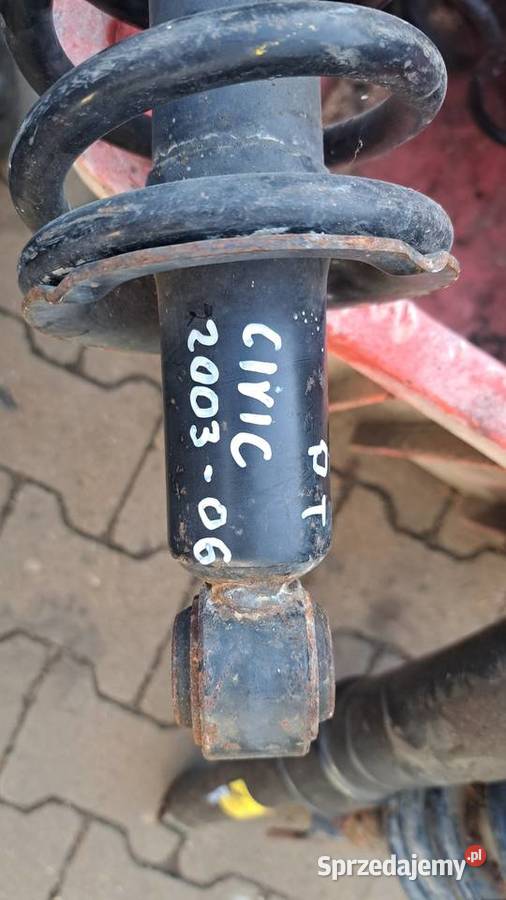 CIVIC
2003-06
PT
Sprzedajemy.pl